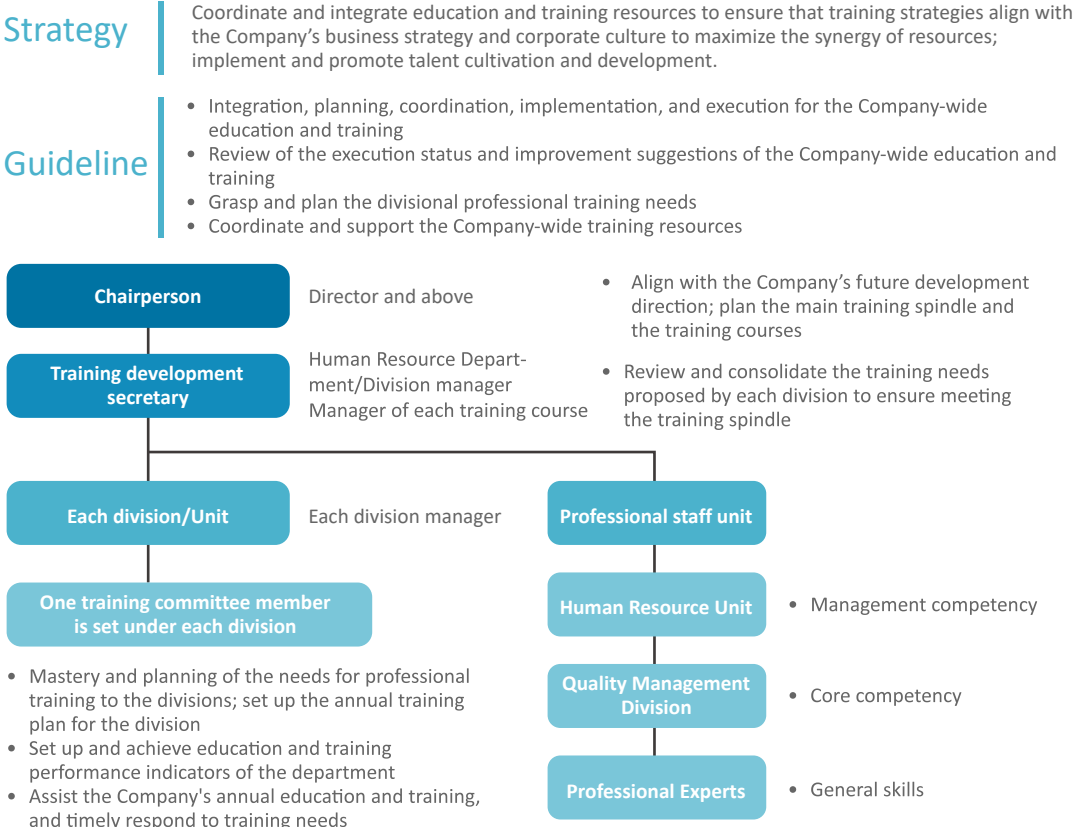 Strategy
Coordinate and integrate education and training resources to ensure that training strategies align with
the Company’s business strategy and corporate culture to maximize the synergy of resources;
implement and promote talent cultivation and development.
Guideline
• Integration, planning, coordination, implementation, and execution for the Company-wide
education and training
• Review of the execution status and improvement suggestions of the Company-wide education and
training
• Grasp and plan the divisional professional training needs
• Coordinate and support the Company-wide training resources
Chairperson
Director and above
• Align with the Company’s future development
direction; plan the main training spindle and
the training courses
Training development
secretary
Human Resource Depart-
ment/Division manager
Manager of each training course
• Review and consolidate the training needs
proposed by each division to ensure meeting
the training spindle
Each division/Unit
Each division manager
Professional staff unit
One training committee member
is set under each division
Human Resource Unit
• Management competency
• Mastery and planning of the needs for professional
training to the divisions; set up the annual training
plan for the division
• Set up and achieve education and training
performance indicators of the department
• Assist the Company's annual education and training,
and timely respond to training needs
Quality Management
Division
• Core competency
Professional Experts
• General skills